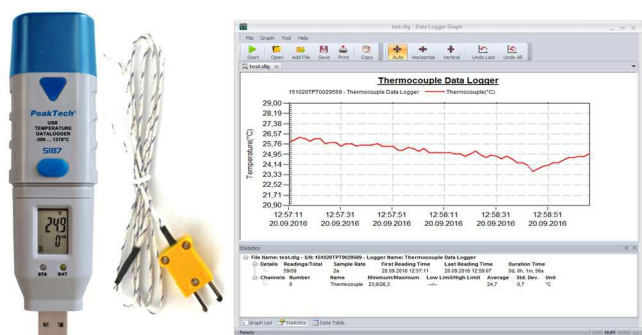 PeakTech®
USB
TEMPERATURE
DATALOGGER
-200 ... 1370°C
5187
24.9
STA BAT
test.dlg - Data Logger Graph
File Graph Tool Help
Start Open Add File Save Print Copy Auto Horizontal Vertical Undo Last Undo All
test.dlg
Thermocouple Data Logger
151020TPT0029589 - Thermocouple Data Logger: Thermocouple(°C)
Temperature(°C)
29,00
27,78
26,57
25,76
24,95
24,14
23,33
22,52
21,71
20,90
12:57:11 12:57:31 12:57:51 12:58:11 12:58:31 12:58:51
20.09.2016 20.09.2016 20.09.2016 20.09.2016 20.09.2016 20.09.2016
Statistics
File Name: test.dlg - S/N: 151020TPT0029589 - Logger Name: Thermocouple Data Logger
Details Readings/Total Sample Rate First Reading Time Last Reading Time Duration Time
59/59 2s 20.09.2016 12:57:11 20.09.2016 12:59:07 0d, 0h, 1m, 56s
Channels Number Name Minimum/Maximum Low Limit/High Limit Average Std. Dev. Unit
0 Thermocouple 23,6/26,3 --/-- 24,7 0,7 °C
Graph List Statistics Data Table
Ready
NUM